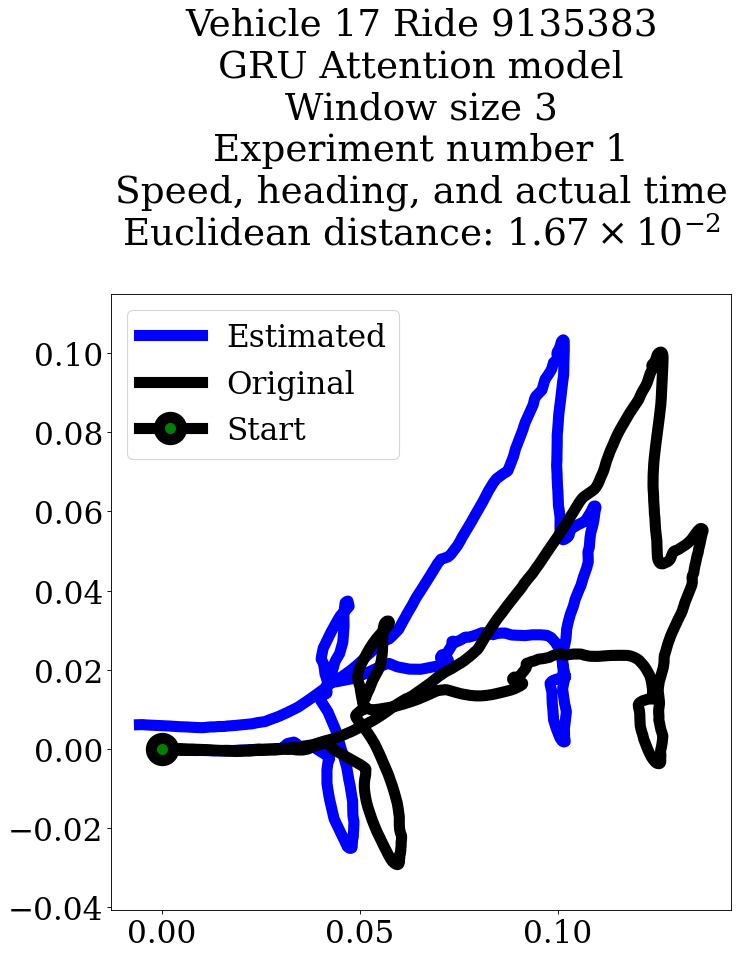 Vehicle 17 Ride 9135383
GRU Attention model
Window size 3
Experiment number 1
Speed, heading, and actual time
Euclidean distance: 1.67 × 10⁻²
Estimated
Original
Start
0.10
0.08
0.06
0.04
0.02
0.00
−0.02
−0.04
0.00 0.05 0.10